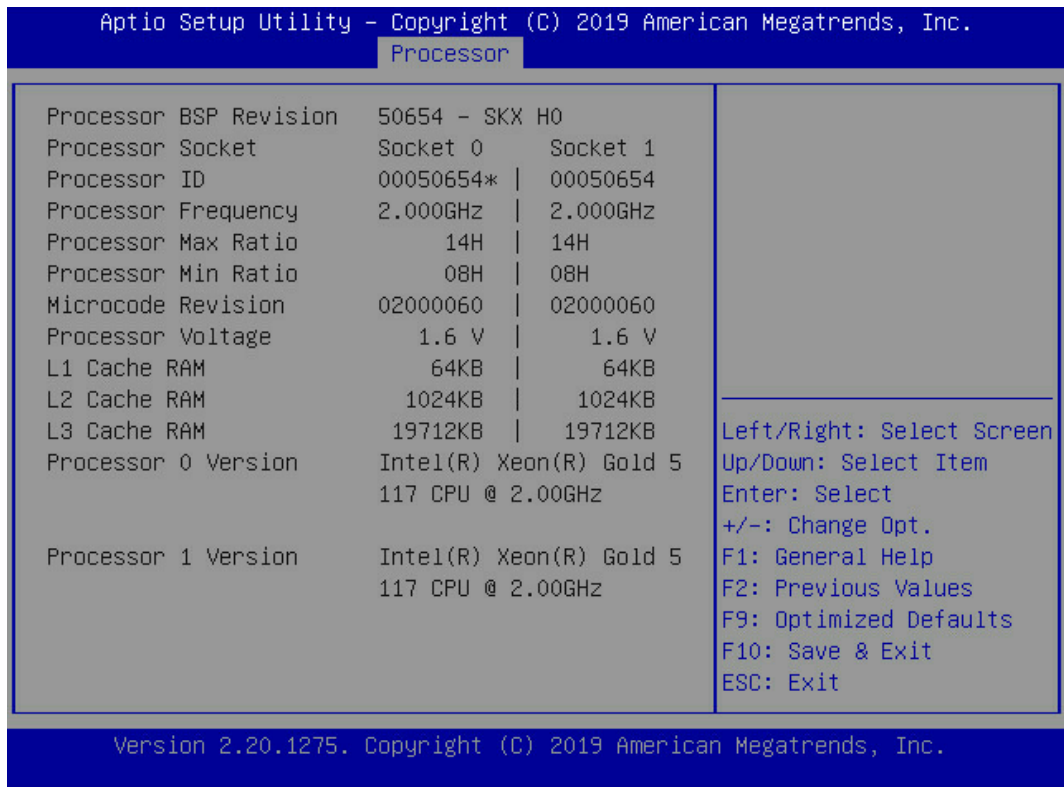 Aptio Setup Utility – Copyright (C) 2019 American Megatrends, Inc.
Processor
Processor BSP Revision 50654 - SKX H0
Processor Socket Socket 0 Socket 1
Processor ID 00050654* | 00050654
Processor Frequency 2.000GHz | 2.000GHz
Processor Max Ratio 14H | 14H
Processor Min Ratio 08H | 08H
Microcode Revision 02000060 | 02000060
Processor Voltage 1.6 V | 1.6 V
L1 Cache RAM 64KB | 64KB
L2 Cache RAM 1024KB | 1024KB
L3 Cache RAM 19712KB | 19712KB
Processor 0 Version Intel(R) Xeon(R) Gold 5
117 CPU @ 2.00GHz
Processor 1 Version Intel(R) Xeon(R) Gold 5
117 CPU @ 2.00GHz
Left/Right: Select Screen
Up/Down: Select Item
Enter: Select
+/-: Change Opt.
F1: General Help
F2: Previous Values
F9: Optimized Defaults
F10: Save & Exit
ESC: Exit
Version 2.20.1275. Copyright (C) 2019 American Megatrends, Inc.